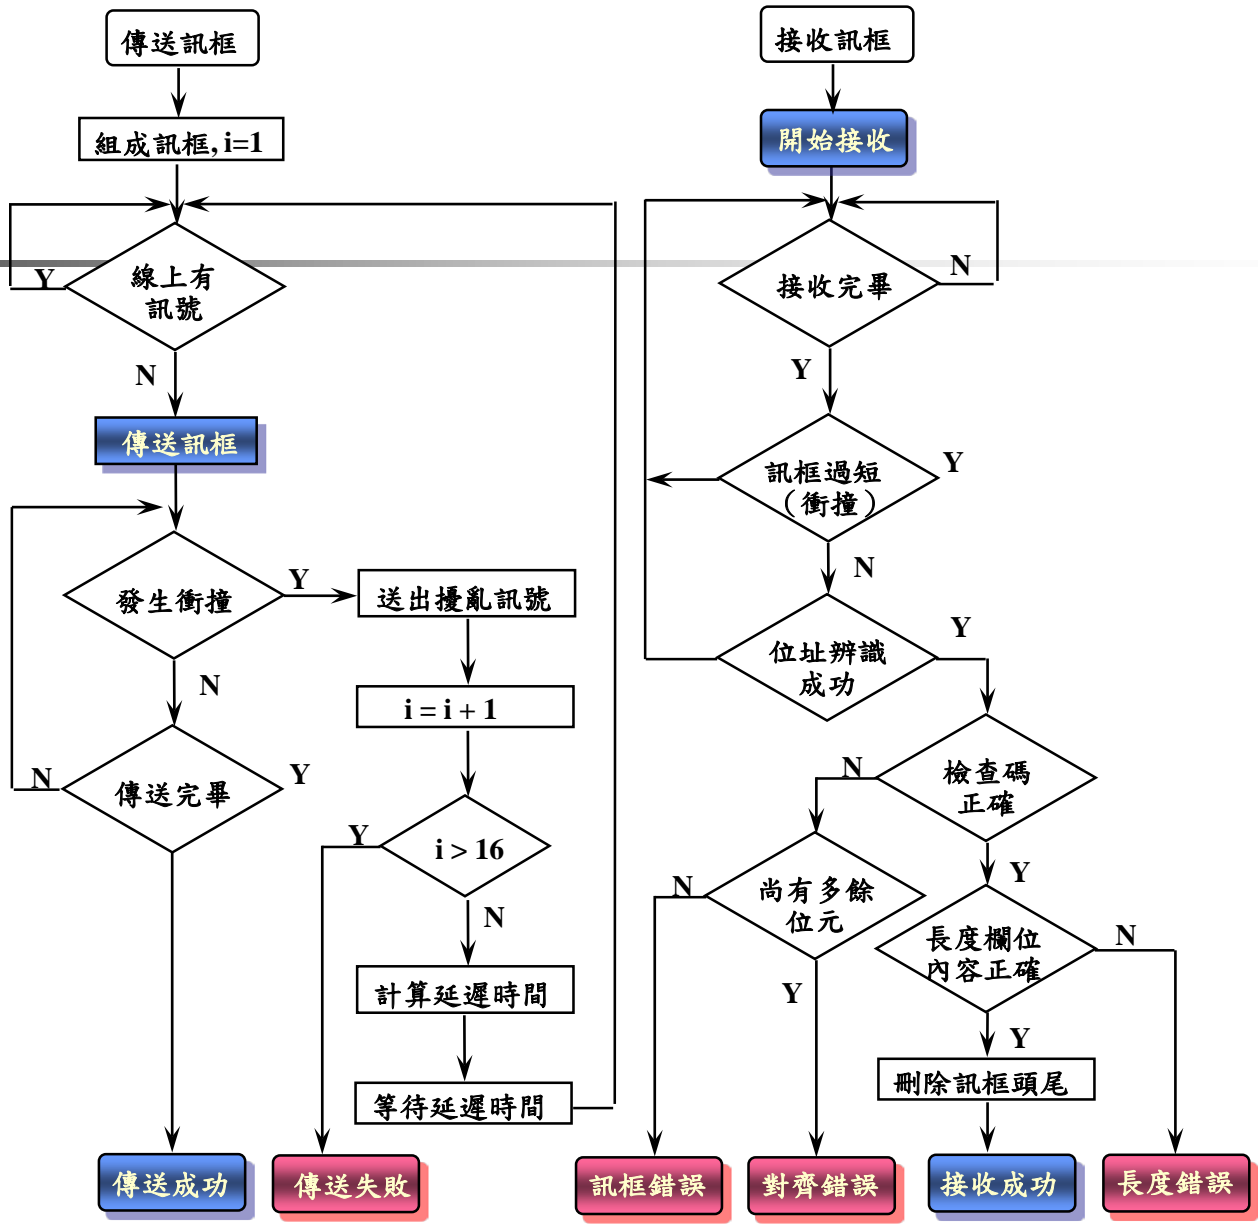 傳送訊框
組成訊框, i=1
Y
線上有
訊號
N
傳送訊框
發生衝撞
Y
送出擾亂訊號
N
i = i + 1
N
傳送完畢
Y
Y
i > 16
N
計算延遲時間
等待延遲時間
傳送成功
傳送失敗
接收訊框
開始接收
接收完畢
N
Y
訊框過短
(衝撞)
Y
N
位址辨識
成功
Y
N
檢查碼
正確
Y
N
尚有多餘
位元
Y
長度欄位
內容正確
N
Y
刪除訊框頭尾
訊框錯誤
對齊錯誤
接收成功
長度錯誤